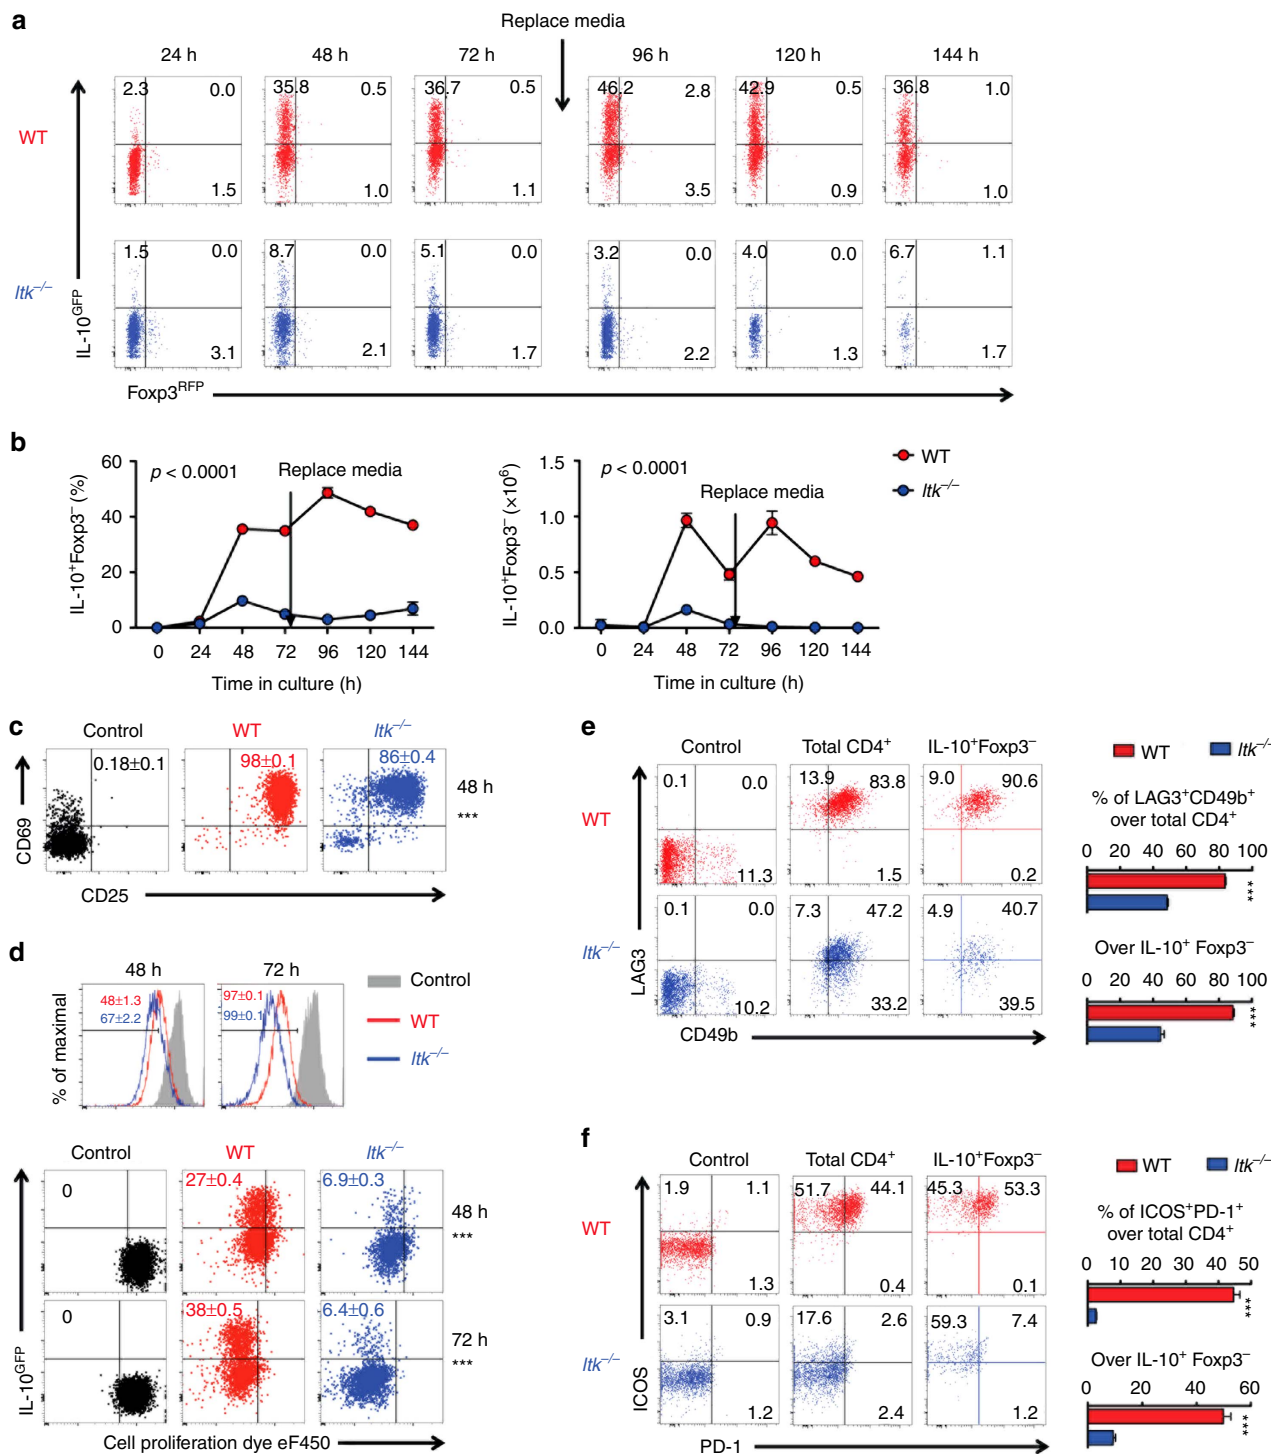 a
Replace media
24 h 48 h 72 h 96 h 120 h 144 h
WT
2.3 0.0 35.8 0.5 36.7 0.5 46.2 2.8 42.9 0.5 36.8 1.0
1.5 1.0 1.1 3.5 0.9 1.0
Itk–/–
1.5 0.0 8.7 0.0 5.1 0.0 3.2 0.0 4.0 0.0 6.7 1.1
3.1 2.1 1.7 2.2 1.3 1.7
IL-10GFP
Foxp3RFP
b
IL-10+Foxp3– (%)
60
40
20
0
p < 0.0001
Replace media
0 24 48 72 96 120 144
Time in culture (h)
IL-10+Foxp3– (×10⁶)
1.5
1.0
0.5
0.0
p < 0.0001
Replace media
0 24 48 72 96 120 144
Time in culture (h)
WT
Itk–/–
c
Control WT Itk–/–
0.18±0.1 98±0.1 86±0.4
48 h
***
CD69
CD25
d
48 h 72 h
48±1.3
67±2.2
97±0.1
99±0.1
% of maximal
Control
WT
Itk–/–
Control WT Itk–/–
0 27±0.4 6.9±0.3
48 h
***
0 38±0.5 6.4±0.6
72 h
***
IL-10GFP
Cell proliferation dye eF450
e
Control Total CD4+ IL-10+Foxp3–
WT
0.1 0.0 13.9 83.8 9.0 90.6
11.3 1.5 0.2
Itk–/–
0.1 0.0 7.3 47.2 4.9 40.7
10.2 33.2 39.5
LAG3
CD49b
WT Itk–/–
% of LAG3+CD49b+
over total CD4+
0 20 40 60 80 100
***
Over IL-10+ Foxp3–
0 20 40 60 80 100
***
f
Control Total CD4+ IL-10+Foxp3–
WT
1.9 1.1 51.7 44.1 45.3 53.3
1.3 0.4 0.1
Itk–/–
3.1 0.9 17.6 2.6 59.3 7.4
1.2 2.4 1.2
ICOS
PD-1
WT Itk–/–
% of ICOS+PD-1+
over total CD4+
0 10 20 30 40 50
***
Over IL-10+ Foxp3–
0 20 40 60
***